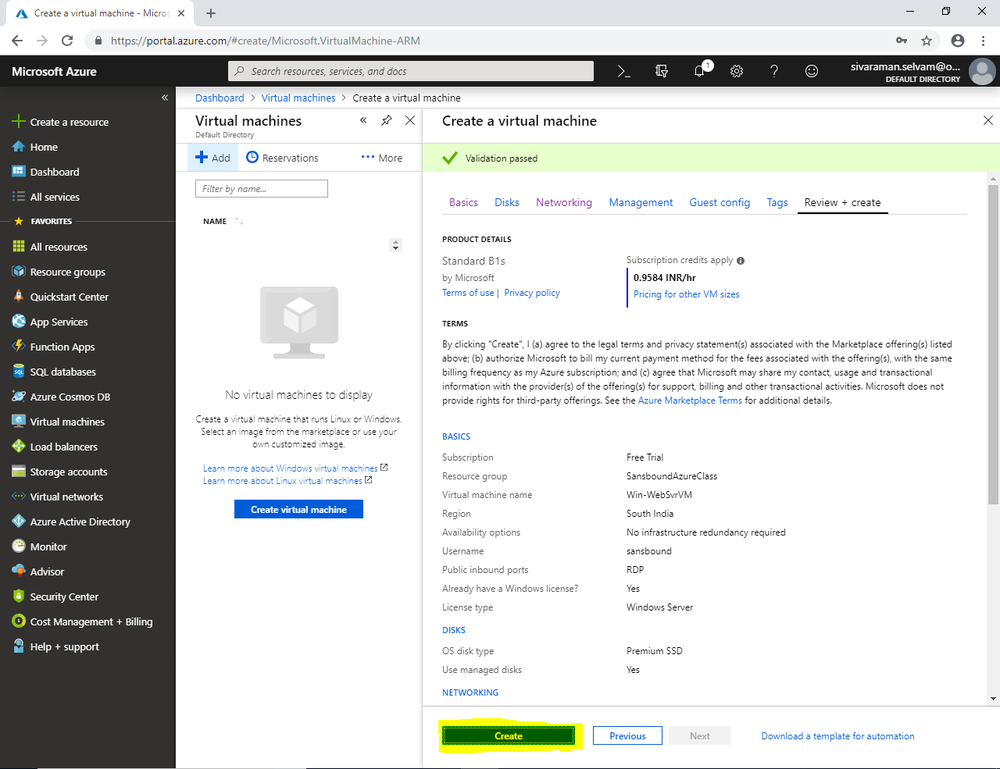 Create a virtual machine - Micros
https://portal.azure.com/#create/Microsoft.VirtualMachine-ARM
Microsoft Azure
Search resources, services, and docs
1
sivaraman.selvam@o...
DEFAULT DIRECTORY
Create a resource
Home
Dashboard
All services
FAVORITES
All resources
Resource groups
Quickstart Center
App Services
Function Apps
SQL databases
Azure Cosmos DB
Virtual machines
Load balancers
Storage accounts
Virtual networks
Azure Active Directory
Monitor
Advisor
Security Center
Cost Management + Billing
Help + support
Dashboard > Virtual machines > Create a virtual machine
Virtual machines
Default Directory
Add
Reservations
More
Filter by name...
NAME
No virtual machines to display
Create a virtual machine that runs Linux or Windows.
Select an image from the marketplace or use your
own customized image.
Learn more about Windows virtual machines
Learn more about Linux virtual machines
Create virtual machine
Create a virtual machine
Validation passed
Basics Disks Networking Management Guest config Tags Review + create
PRODUCT DETAILS
Standard B1s
by Microsoft
Terms of use | Privacy policy
Subscription credits apply
0.9584 INR/hr
Pricing for other VM sizes
TERMS
By clicking "Create", I (a) agree to the legal terms and privacy statement(s) associated with the Marketplace offering(s) listed
above; (b) authorize Microsoft to bill my current payment method for the fees associated with the offering(s), with the same
billing frequency as my Azure subscription; and (c) agree that Microsoft may share my contact, usage and transactional
information with the provider(s) of the offering(s) for support, billing and other transactional activities. Microsoft does not
provide rights for third-party offerings. See the Azure Marketplace Terms for additional details.
BASICS
Subscription Free Trial
Resource group SansboundAzureClass
Virtual machine name Win-WebSvrVM
Region South India
Availability options No infrastructure redundancy required
Username sansbound
Public inbound ports RDP
Already have a Windows license? Yes
License type Windows Server
DISKS
OS disk type Premium SSD
Use managed disks Yes
NETWORKING
Create
Previous
Next
Download a template for automation